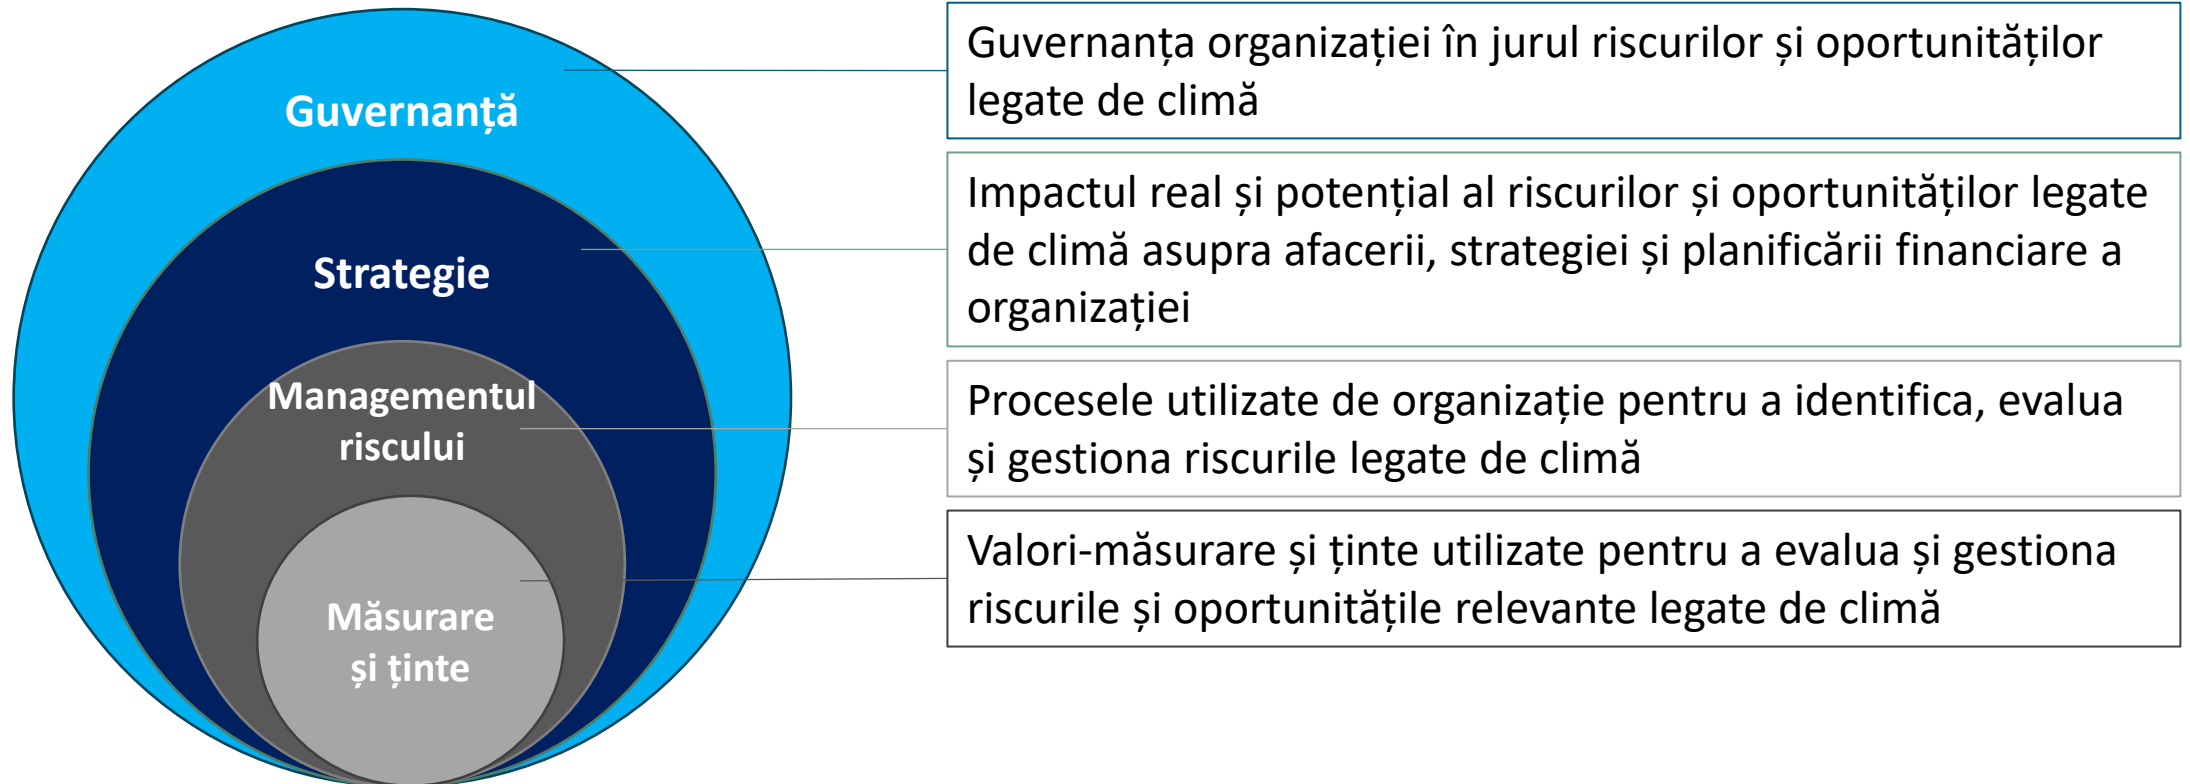 Guvernanță
Strategie
Managementul
riscului
Măsurare
și ținte
Guvernanța organizației în jurul riscurilor și oportunităților
legate de climă
Impactul real și potențial al riscurilor și oportunităților legate
de climă asupra afacerii, strategiei și planificării financiare a
organizației
Procesele utilizate de organizație pentru a identifica, evalua
și gestiona riscurile legate de climă
Valori-măsurare și ținte utilizate pentru a evalua și gestiona
riscurile și oportunitățile relevante legate de climă